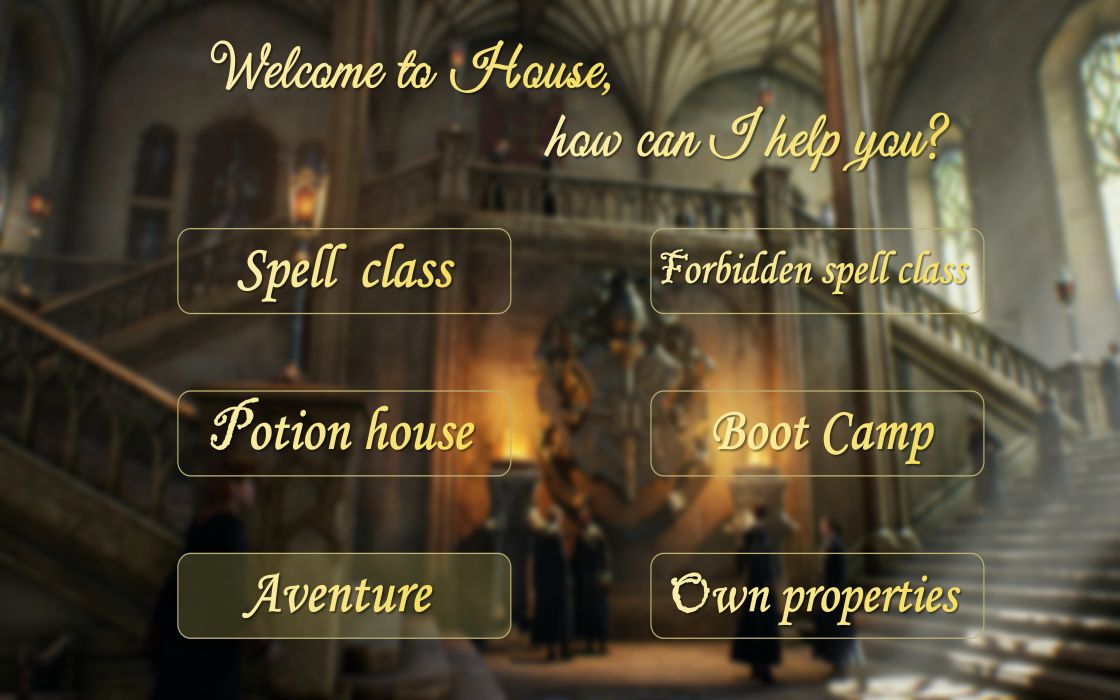 Welcome to House,
how can I help you?
Spell class
Forbidden spell class
Potion house
Boot Camp
Aventure
Own properties